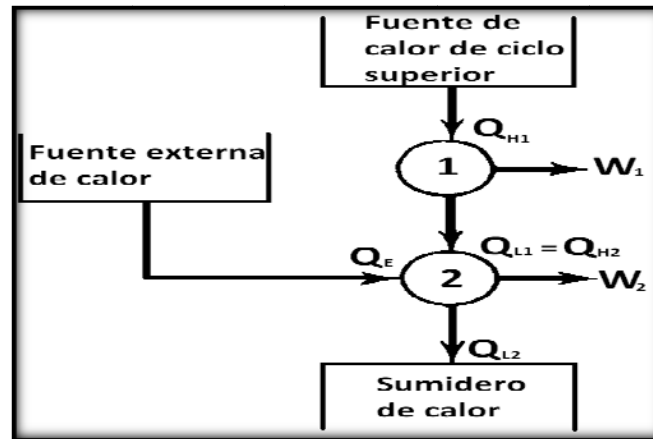 Fuente de
calor de ciclo
superior
Q_H1
Fuente externa
de calor
1
W_1
Q_L1 = Q_H2
Q_E
2
W_2
Q_L2
Sumidero
de calor